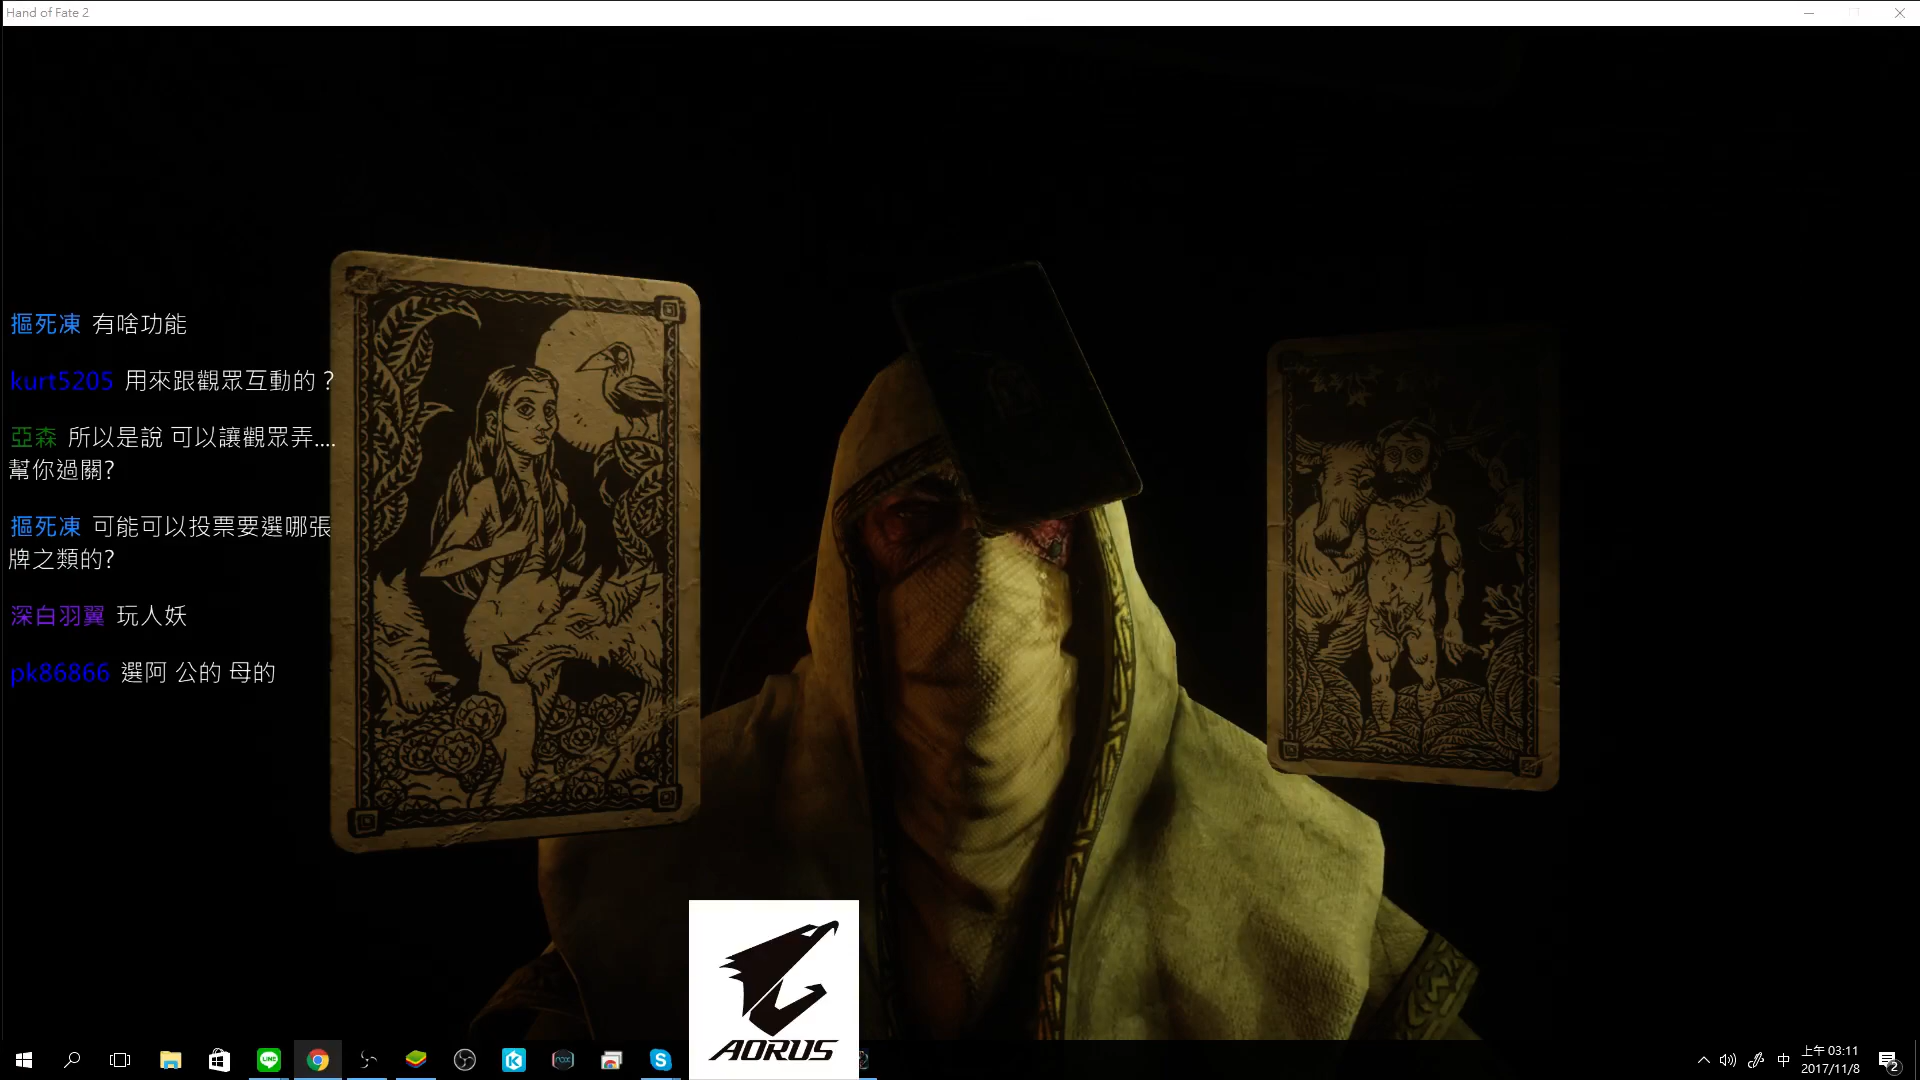 Hand of Fate 2
摳死凍 有啥功能
kurt5205 用來跟觀眾互動的？
亞森 所以是說 可以讓觀眾弄....
幫你過關?
摳死凍 可能可以投票要選哪張
牌之類的?
深白羽翼 玩人妖
pk86866 選阿 公的 母的
AORUS
LINE
nox
中
上午 03:11
2017/11/8
2